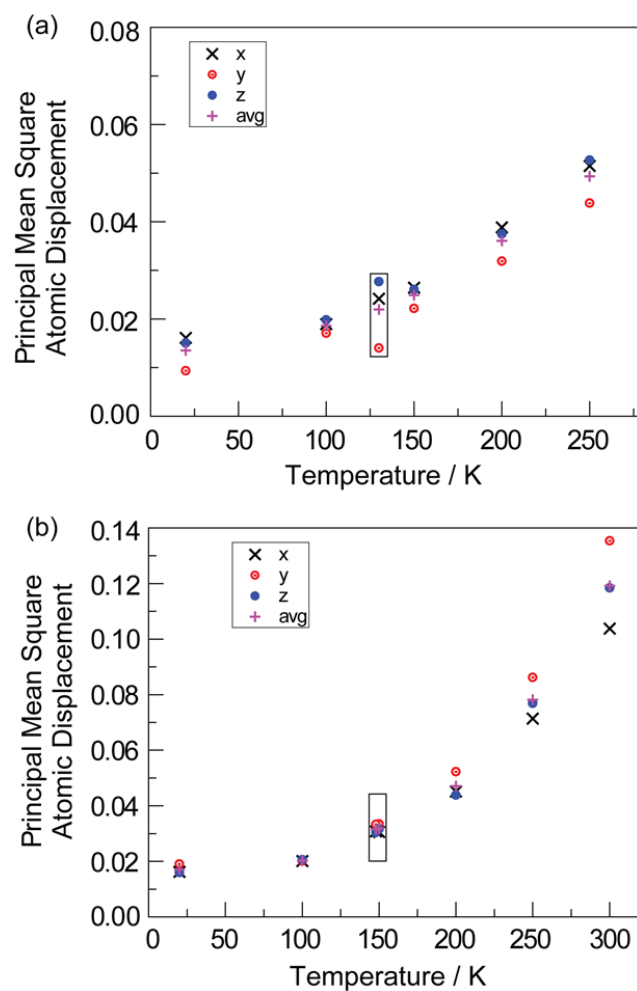 (a)
0.08
0.06
0.04
0.02
0.00
x
y
z
avg
Principal Mean Square
Atomic Displacement
0 50 100 150 200 250
Temperature / K
(b)
0.14
0.12
0.10
0.08
0.06
0.04
0.02
0.00
x
y
z
avg
Principal Mean Square
Atomic Displacement
0 50 100 150 200 250 300
Temperature / K